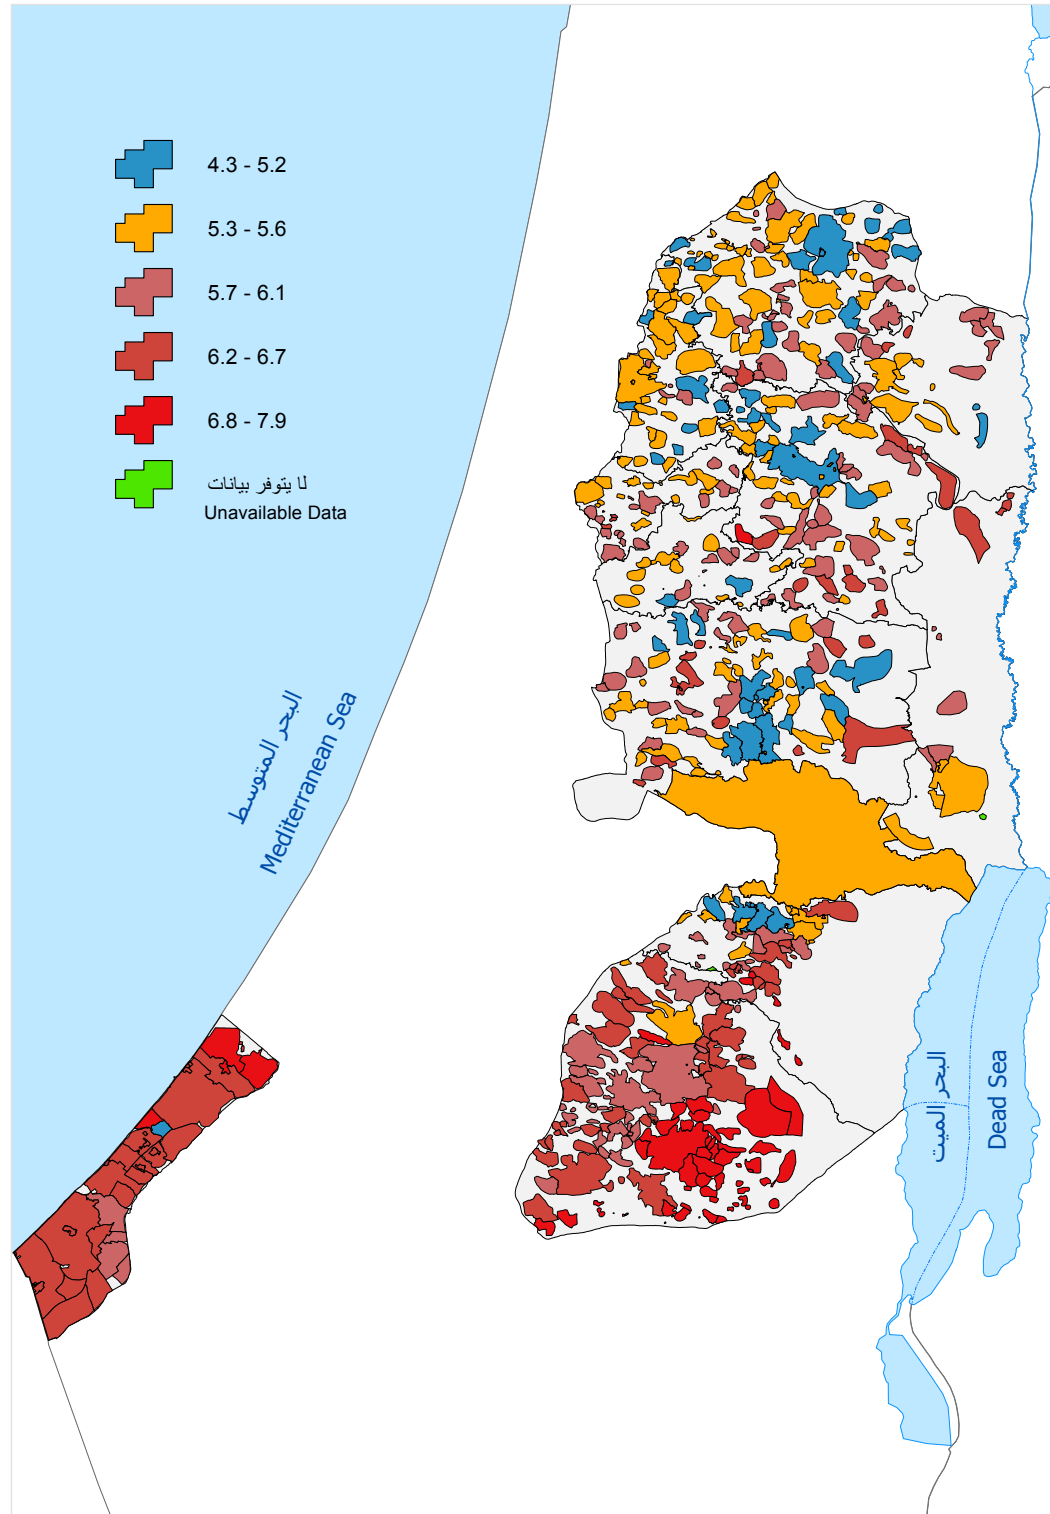 4.3 - 5.2
5.3 - 5.6
5.7 - 6.1
6.2 - 6.7
6.8 - 7.9
لا يتوفر بيانات
Unavailable Data
البحر المتوسط
Mediterranean Sea
البحر الميت
Dead Sea